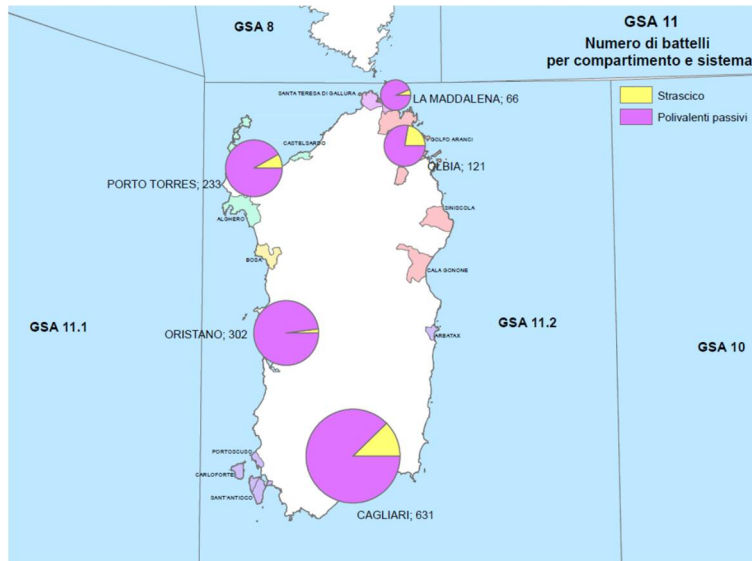 GSA 8
GSA 11
Numero di battelli
per compartimento e sistema
Strascico
Polivalenti passivi
SANTA TERESA DI GALLURA
LA MADDALENA; 66
GOLFO ARANCI
CASTELSARDO
OLBIA; 121
PORTO TORRES; 233
SINISCOLA
ALGHERO
BOSA
CALA GONONE
GSA 11.1
GSA 11.2
ORISTANO; 302
ARBATAX
GSA 10
PORTOSCUSO
CARLOFORTE
SANT'ANTIOCO
CAGLIARI; 631